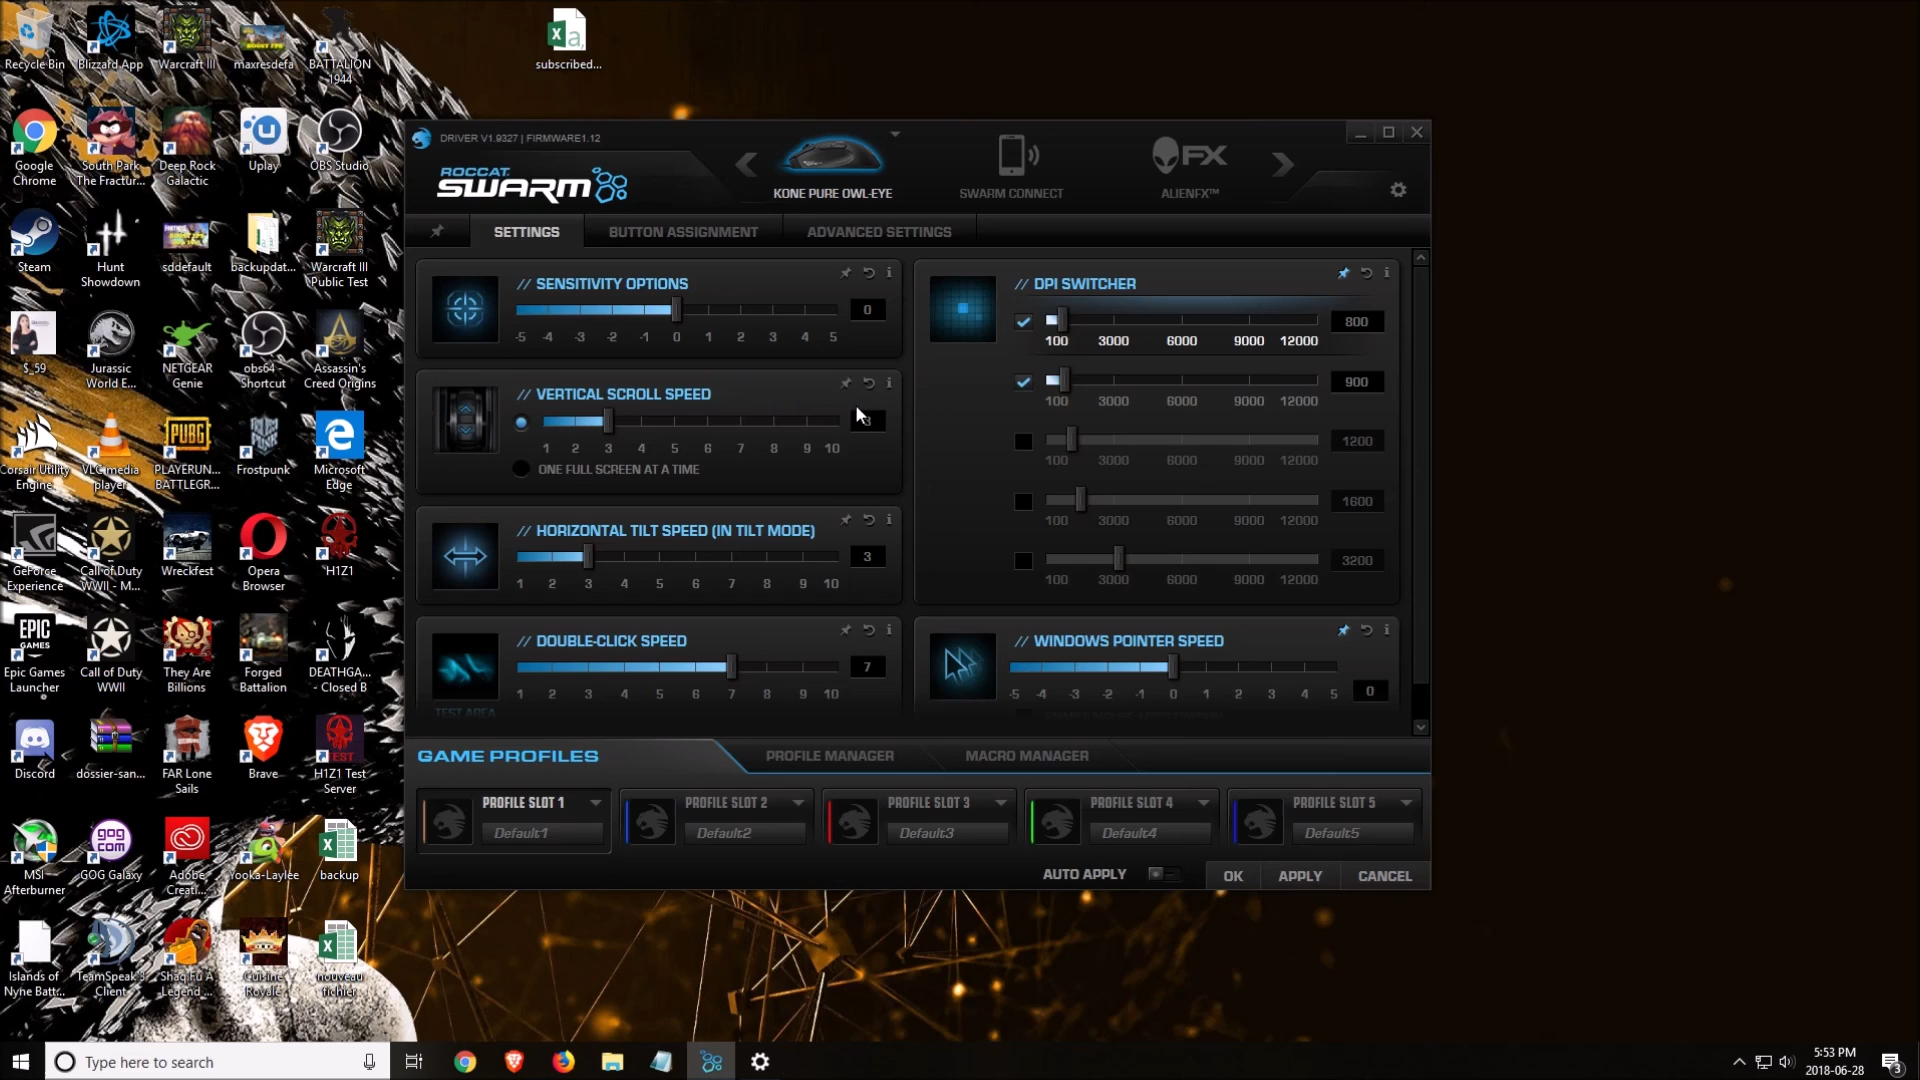 Recycle Bin
Blizzard App
Warcraft III
maxresdefa
BATTALION
1944
subscribed...
Google
Chrome
South Park
The Fractur...
Deep Rock
Galactic
Uplay
OBS Studio
Steam
Hunt
Showdown
sddefault
backupdat...
Warcraft III
Public Test
$_59
Jurassic
World E...
NETGEAR
Genie
obs64 -
Shortcut
Assassin's
Creed Origins
Corsair Utility
Engine
VLC media
player
PUBG
PLAYERUN...
BATTLEGR...
Frostpunk
Microsoft
Edge
GeForce
Experience
Call of Duty
WWII - M...
Wreckfest
Opera
Browser
H1Z1
EPIC
GAMES
Epic Games
Launcher
Call of Duty
WWII
They Are
Billions
Forged
Battalion
DEATHGA...
- Closed B
Discord
dossier-san...
FAR Lone
Sails
Brave
TEST
H1Z1 Test
Server
MSI
Afterburner
GOG
COM
GOG Galaxy
Adobe
Creati...
Yooka-Laylee
backup
Islands of
Nyne Batt...
TeamSpeak 3
Client
Shaq Fu A
Legend ...
Cuisine
Royale
nouveau
fichier
DRIVER V1.9327 | FIRMWARE1.12
ROCCAT
SWARM
KONE PURE OWL-EYE
SWARM CONNECT
FX
ALIENFX™
SETTINGS
BUTTON ASSIGNMENT
ADVANCED SETTINGS
// SENSITIVITY OPTIONS
0
-5 -4 -3 -2 -1 0 1 2 3 4 5
// VERTICAL SCROLL SPEED
3
1 2 3 4 5 6 7 8 9 10
ONE FULL SCREEN AT A TIME
// HORIZONTAL TILT SPEED (IN TILT MODE)
3
1 2 3 4 5 6 7 8 9 10
// DOUBLE-CLICK SPEED
7
1 2 3 4 5 6 7 8 9 10
TEST AREA
// DPI SWITCHER
800
100 3000 6000 9000 12000
900
100 3000 6000 9000 12000
1200
100 3000 6000 9000 12000
1600
100 3000 6000 9000 12000
3200
100 3000 6000 9000 12000
// WINDOWS POINTER SPEED
-5 -4 -3 -2 -1 0 1 2 3 4 5
0
GAME PROFILES
PROFILE MANAGER
MACRO MANAGER
PROFILE SLOT 1
Default1
PROFILE SLOT 2
Default2
PROFILE SLOT 3
Default3
PROFILE SLOT 4
Default4
PROFILE SLOT 5
Default5
AUTO APPLY
OK
APPLY
CANCEL
Type here to search
5:53 PM
2018-06-28
3